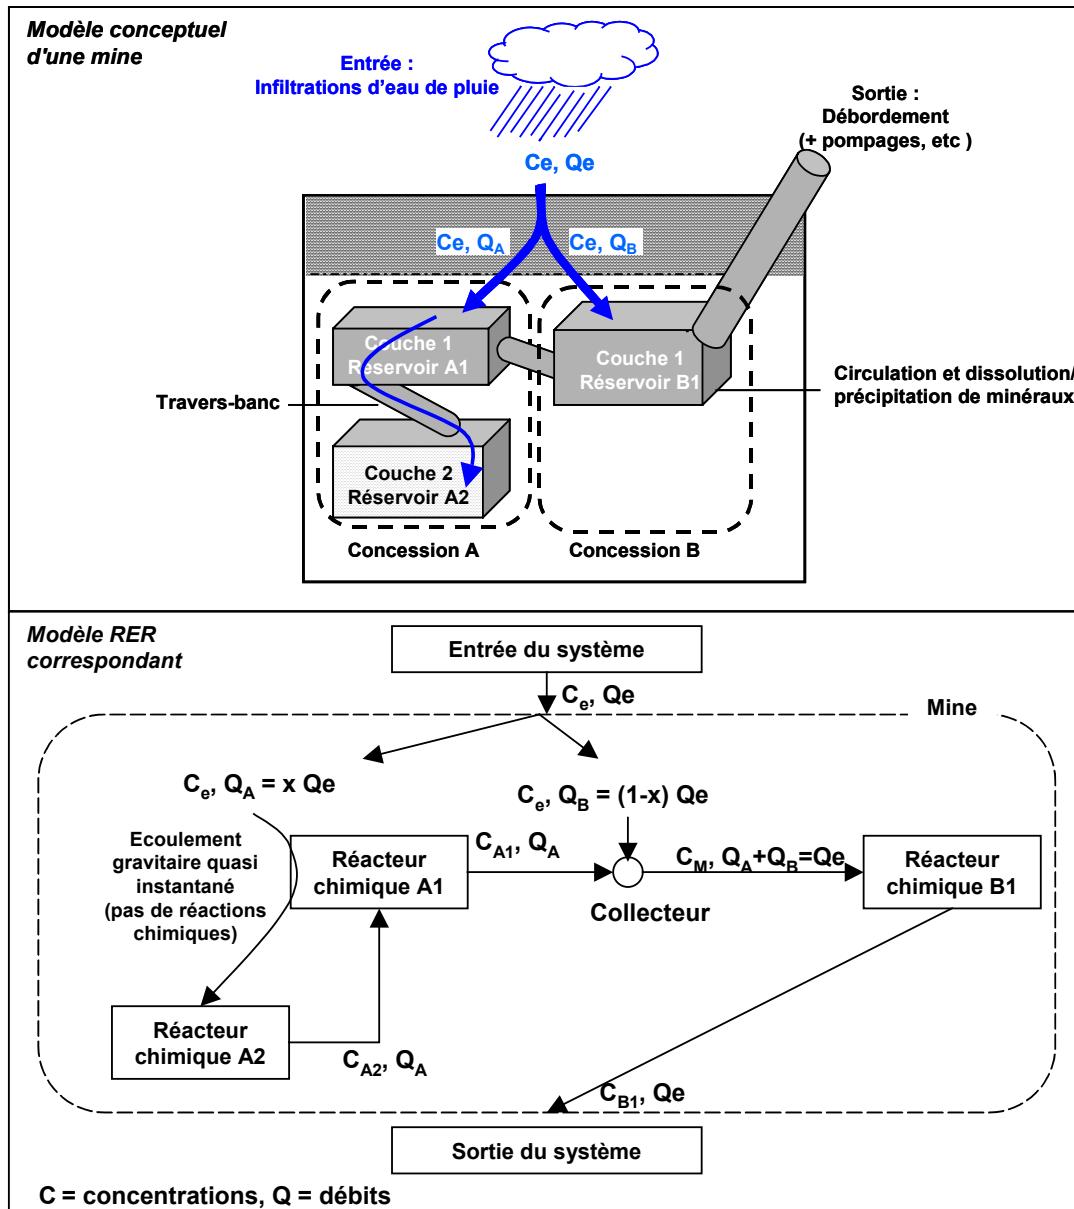 Modèle conceptuel
d'une mine
Entrée :
Infiltrations d'eau de pluie
Sortie :
Débordement
(+ pompages, etc )
Ce, Qe
Ce, QA
Ce, QB
Couche 1
Réservoir A1
Couche 1
Réservoir B1
Circulation et dissolution/
précipitation de minéraux
Travers-banc
Couche 2
Réservoir A2
Concession A
Concession B
Modèle RER
correspondant
Entrée du système
Ce, Qe
Mine
Ce, QA = x Qe
Ce, QB = (1-x) Qe
Ecoulement
gravitaire quasi
instantané
(pas de réactions
chimiques)
Réacteur
chimique A1
CA1, QA
CM, QA+QB=Qe
Réacteur
chimique B1
Collecteur
Réacteur
chimique A2
CA2, QA
CB1, Qe
Sortie du système
C = concentrations, Q = débits